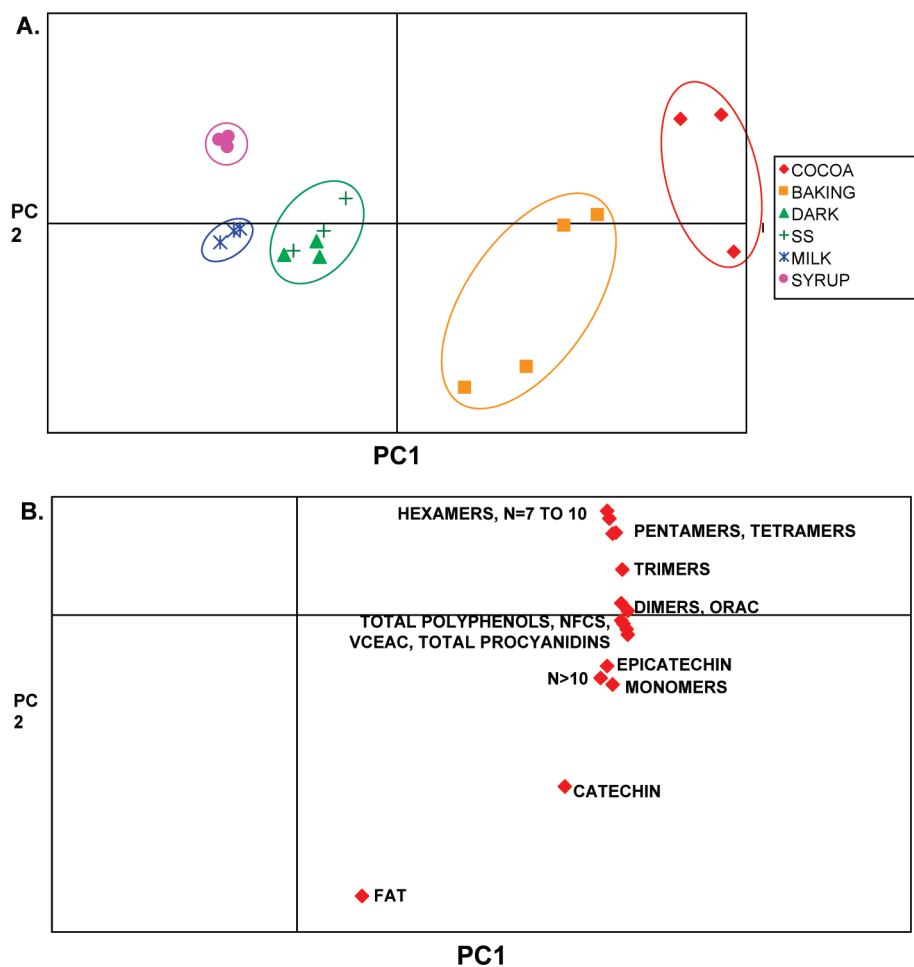 A.
PC
2
COCOA
BAKING
DARK
SS
MILK
SYRUP
PC1
B.
HEXAMERS, N=7 TO 10
PENTAMERS, TETRAMERS
TRIMERS
DIMERS, ORAC
TOTAL POLYPHENOLS, NFCS,
VCEAC, TOTAL PROCYANIDINS
EPICATECHIN
N>10
MONOMERS
PC
2
CATECHIN
FAT
PC1